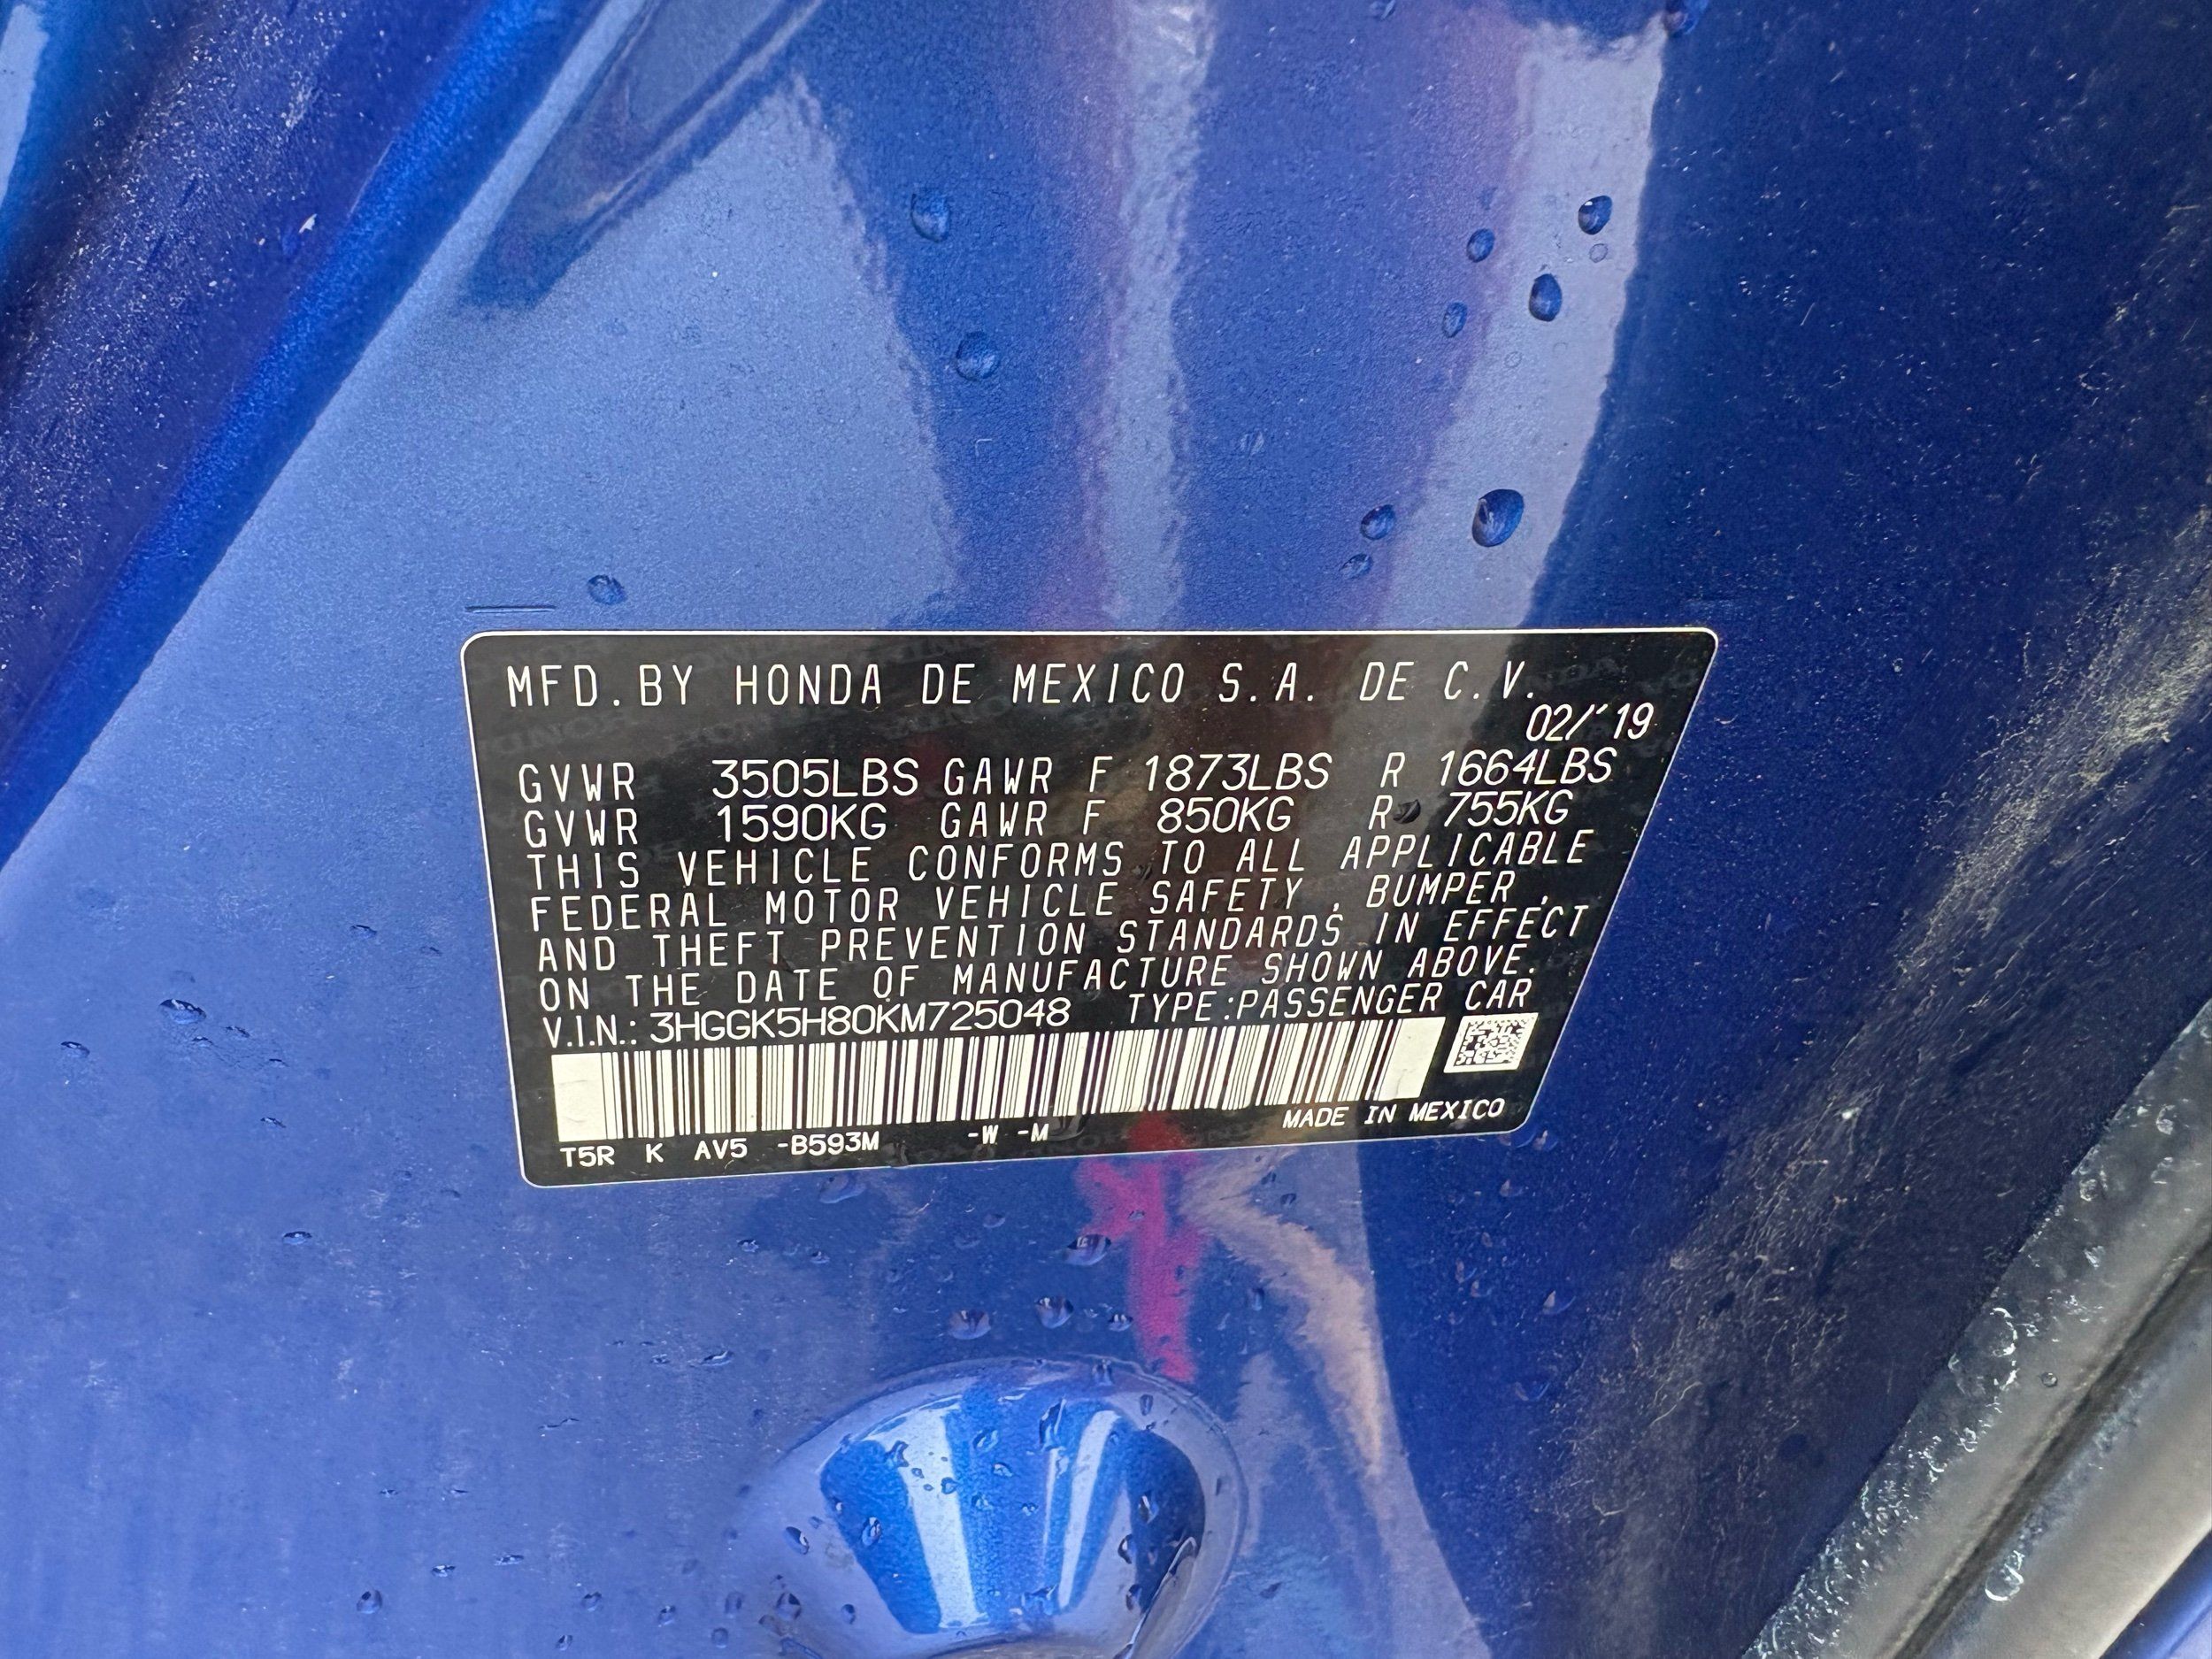 MFD.BY HONDA DE MEXICO S.A. DE C.V.
02/´19
GVWR 3505LBS GAWR F 1873LBS R 1664LBS
GVWR 1590KG GAWR F 850KG R 755KG
THIS VEHICLE CONFORMS TO ALL APPLICABLE
FEDERAL MOTOR VEHICLE SAFETY , BUMPER ,
AND THEFT PREVENTION STANDARDS IN EFFECT
ON THE DATE OF MANUFACTURE SHOWN ABOVE.
V.I.N.: 3HGGK5H80KM725048 TYPE:PASSENGER CAR
MADE IN MEXICO
T5R K AV5 -B593M -W -M